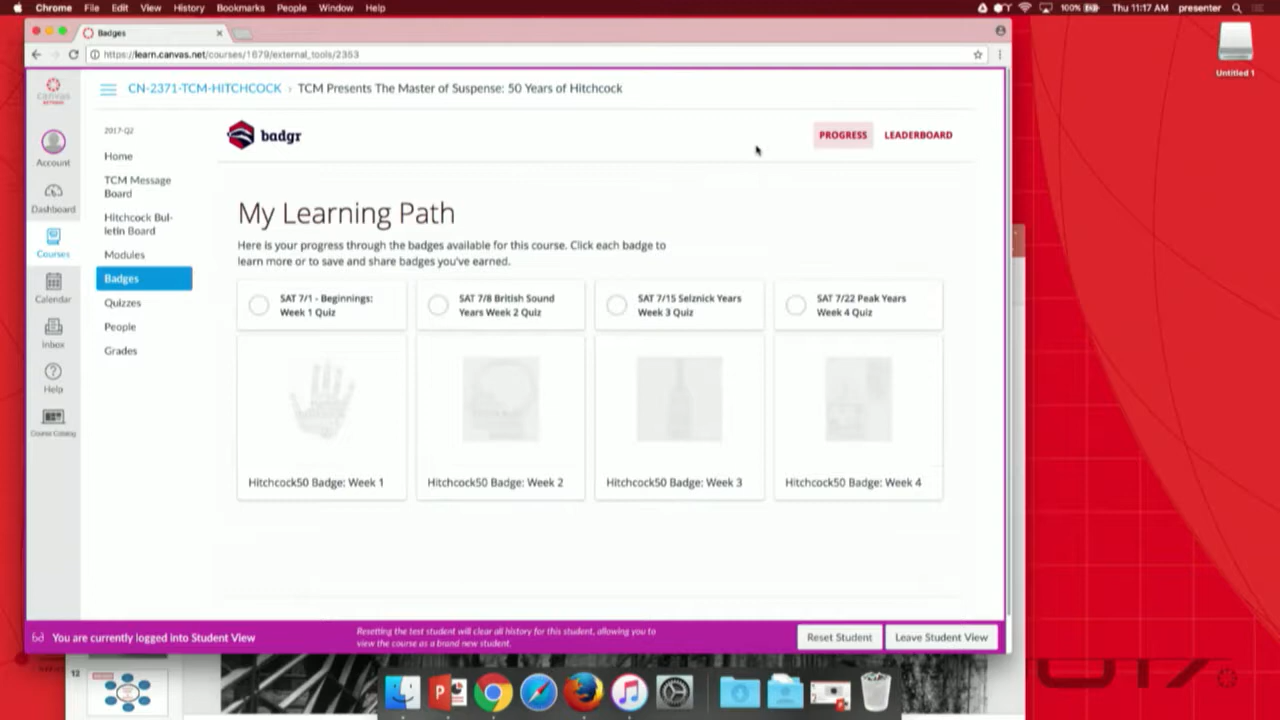 Chrome File Edit View History Bookmarks People Window Help
100% Thu 11:17 AM presenter
Badges
https://learn.canvas.net/courses/1679/external_tools/2353
Untitled 1
canvas
CN-2371-TCM-HITCHCOCK › TCM Presents The Master of Suspense: 50 Years of Hitchcock
Account
Dashboard
Courses
Calendar
Inbox
Help
Course Catalog
2017-Q2
Home
TCM Message
Board
Hitchcock Bul-
letin Board
Modules
Badges
Quizzes
People
Grades
badgr
PROGRESS LEADERBOARD
My Learning Path
Here is your progress through the badges available for this course. Click each badge to
learn more or to save and share badges you've earned.
SAT 7/1 - Beginnings:
Week 1 Quiz
SAT 7/8 British Sound
Years Week 2 Quiz
SAT 7/15 Selznick Years
Week 3 Quiz
SAT 7/22 Peak Years
Week 4 Quiz
Hitchcock50 Badge: Week 1
Hitchcock50 Badge: Week 2
Hitchcock50 Badge: Week 3
Hitchcock50 Badge: Week 4
You are currently logged into Student View
Resetting the test student will clear all history for this student, allowing you to
view the course as a brand new student.
Reset Student
Leave Student View
12